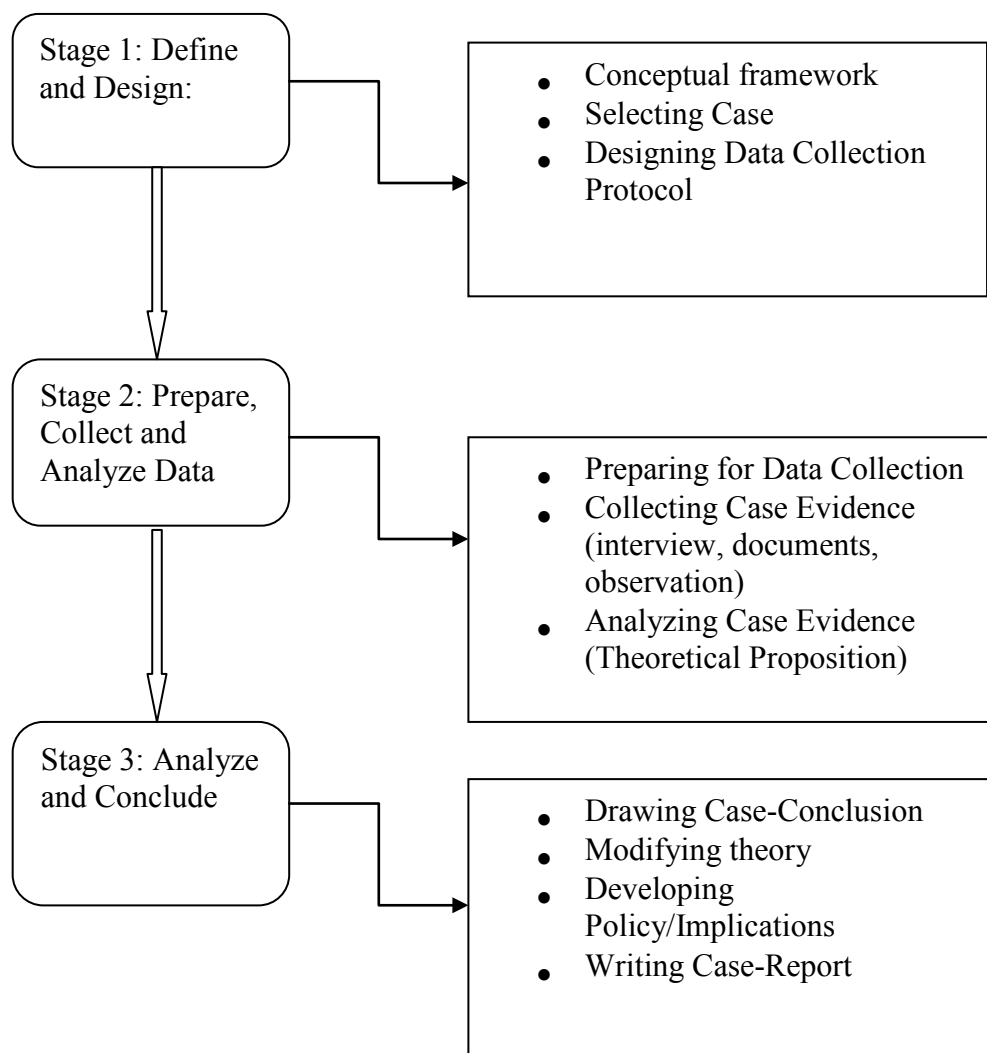 Stage 1: Define
and Design:
• Conceptual framework
• Selecting Case
• Designing Data Collection
Protocol
Stage 2: Prepare,
Collect and
Analyze Data
• Preparing for Data Collection
• Collecting Case Evidence
(interview, documents,
observation)
• Analyzing Case Evidence
(Theoretical Proposition)
Stage 3: Analyze
and Conclude
• Drawing Case-Conclusion
• Modifying theory
• Developing
Policy/Implications
• Writing Case-Report